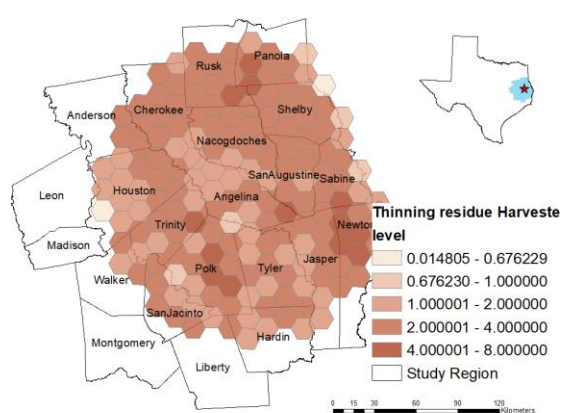 Panola
Rusk
Cherokee
Anderson
Shelby
Nacogdoches
SanAugustine
Sabine
Leon
Houston
Angelina
Trinity
Newton
Madison
Jasper
Walker
Polk
Tyler
SanJacinto
Hardin
Montgomery
Liberty
Thinning residue Harveste
level
0.014805 - 0.676229
0.676230 - 1.000000
1.000001 - 2.000000
2.000001 - 4.000000
4.000001 - 8.000000
Study Region
0 15 30 60 90 120
Kilometers